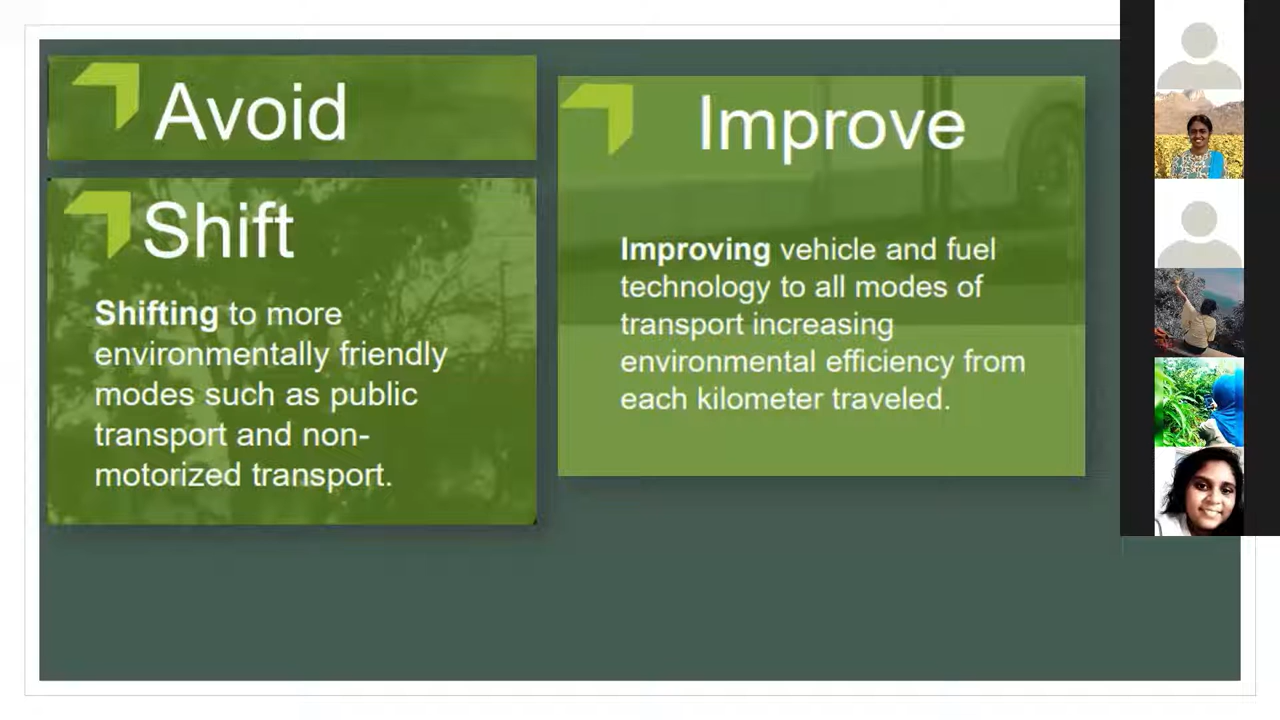 Avoid
Shift
Shifting to more
environmentally friendly
modes such as public
transport and non-
motorized transport.
Improve
Improving vehicle and fuel
technology to all modes of
transport increasing
environmental efficiency from
each kilometer traveled.